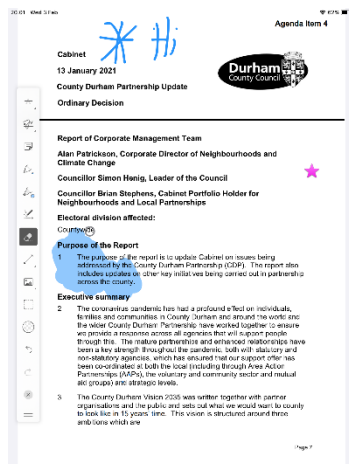 20:01 Wed 3 Feb
67%
Agenda Item 4
Hi
Cabinet
13 January 2021
County Durham Partnership Update
Ordinary Decision
Durham
County Council
Report of Corporate Management Team
Alan Patrickson, Corporate Director of Neighbourhoods and
Climate Change
Councillor Simon Henig, Leader of the Council
Councillor Brian Stephens, Cabinet Portfolio Holder for
Neighbourhoods and Local Partnerships
Electoral division affected:
Countywide
Purpose of the Report
1 The purpose of the report is to update Cabinet on issues being
addressed by the County Durham Partnership (CDP). The report also
includes updates on other key initiatives being carried out in partnership
across the county.
Executive summary
2 The coronavirus pandemic has had a profound effect on individuals,
families and communities in County Durham and around the world and
the wider County Durham Partnership have worked together to ensure
we provide a response across all agencies that will support people
through this. The mature partnerships and enhanced relationships have
been a key strength throughout the pandemic, both with statutory and
non-statutory agencies, which has ensured that our support offer has
been co-ordinated at both the local (including through Area Action
Partnerships (AAPs), the voluntary and community sector and mutual
aid groups) and strategic levels.
3 The County Durham Vision 2035 was written together with partner
organisations and the public and sets out what we would want to county
to look like in 15 years' time. This vision is structured around three
ambitions which are
Page 7